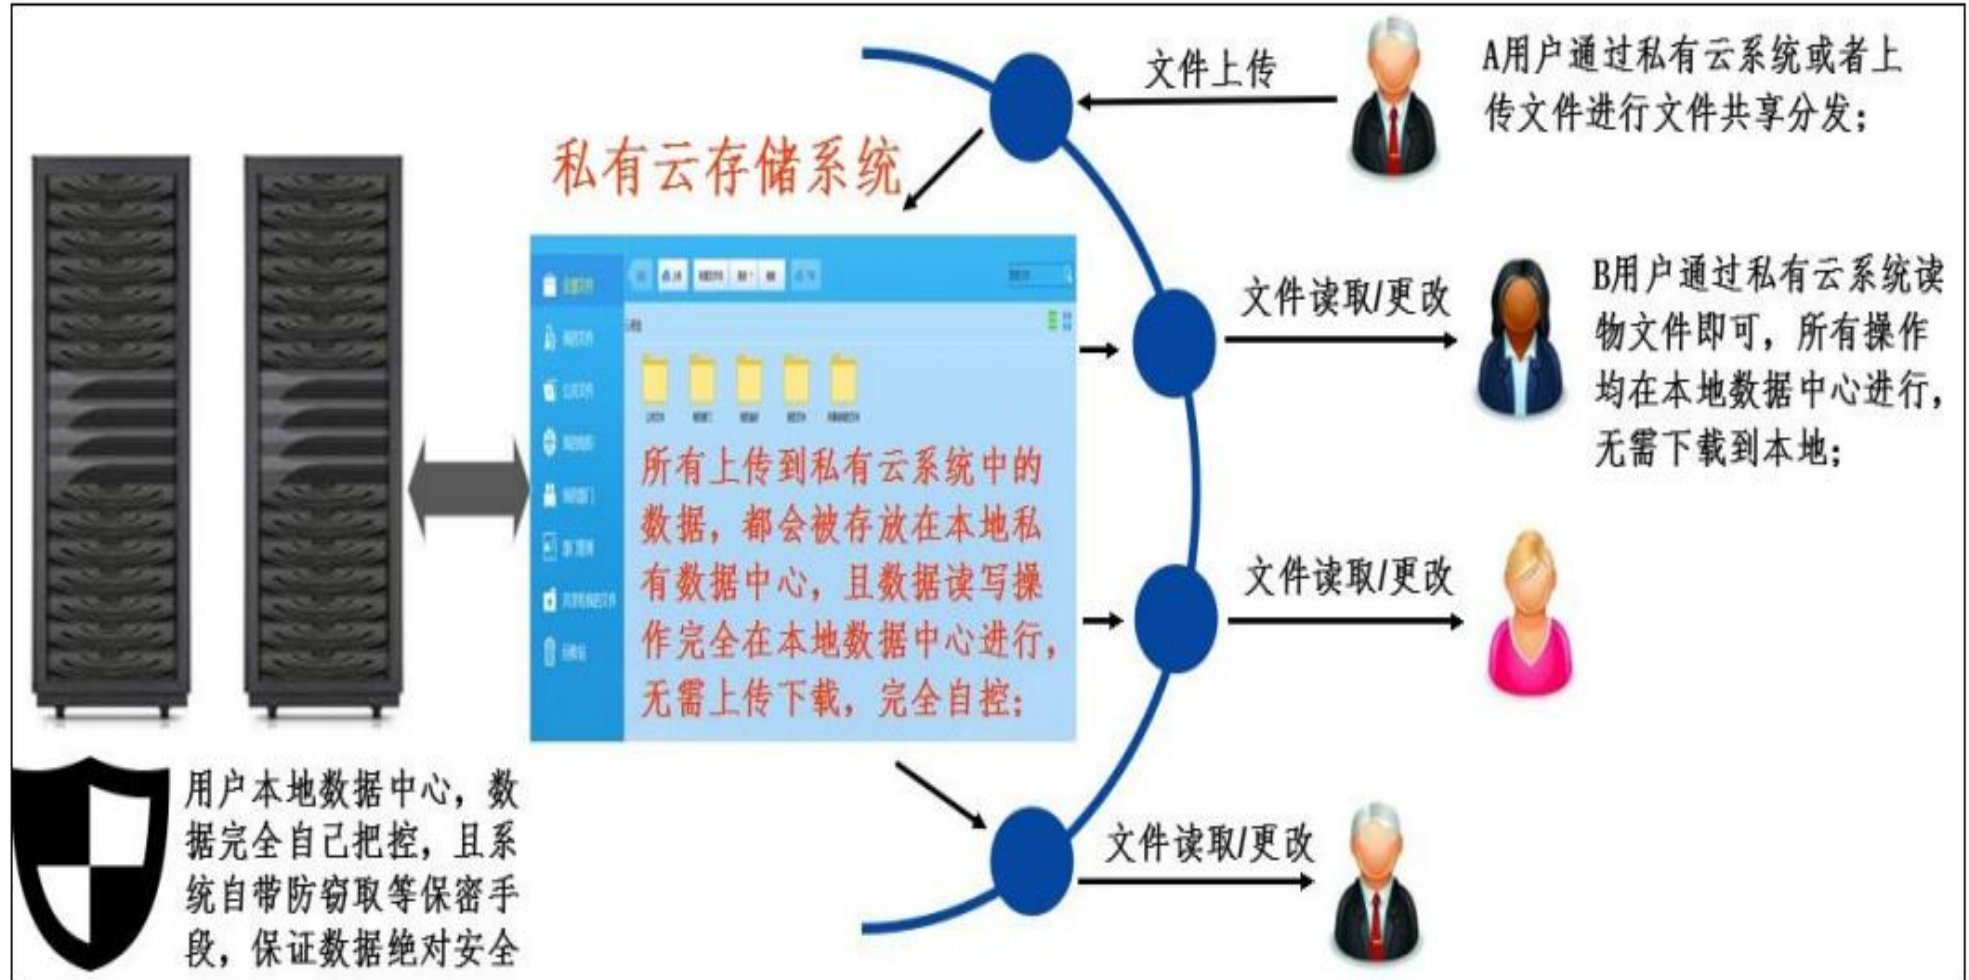 文件上传
A用户通过私有云系统或者上
传文件进行文件共享分发；
私有云存储系统
文件读取/更改
B用户通过私有云系统读
物文件即可，所有操作
均在本地数据中心进行，
无需下载到本地；
所有上传到私有云系统中的
数据，都会被存放在本地私
有数据中心，且数据读写操
作完全在本地数据中心进行，
无需上传下载，完全自控；
文件读取/更改
用户本地数据中心，数
据完全自己把控，且系
统自带防窃取等保密手
段，保证数据绝对安全
文件读取/更改